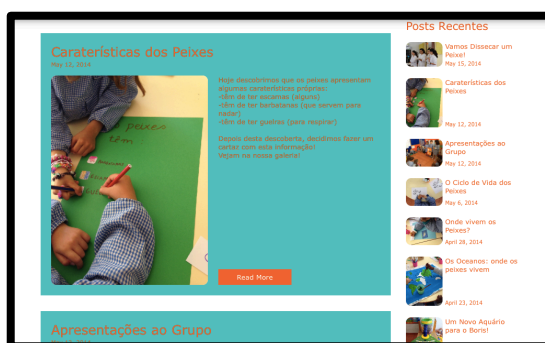 Caraterísticas dos Peixes
May 12, 2014
Hoje descobrimos que os peixes apresentam
algumas caraterísticas próprias:
-têm de ter escamas (alguns)
-têm de ter barbatanas (que servem para
nadar)
-têm de ter guelras (para respirar)
Depois desta descoberta, decidimos fazer um
cartaz com esta informação!
Vejam na nossa galeria!
peixes
têm
Read More
Apresentações ao Grupo
Posts Recentes
Vamos Dissecar um
Peixe!
May 15, 2014
Caraterísticas dos
Peixes
May 12, 2014
Apresentações ao
Grupo
May 12, 2014
O Ciclo de Vida dos
Peixes
May 6, 2014
Onde vivem os
Peixes?
April 28, 2014
Os Oceanos: onde os
peixes vivem
April 23, 2014
Um Novo Aquário
para o Boris!